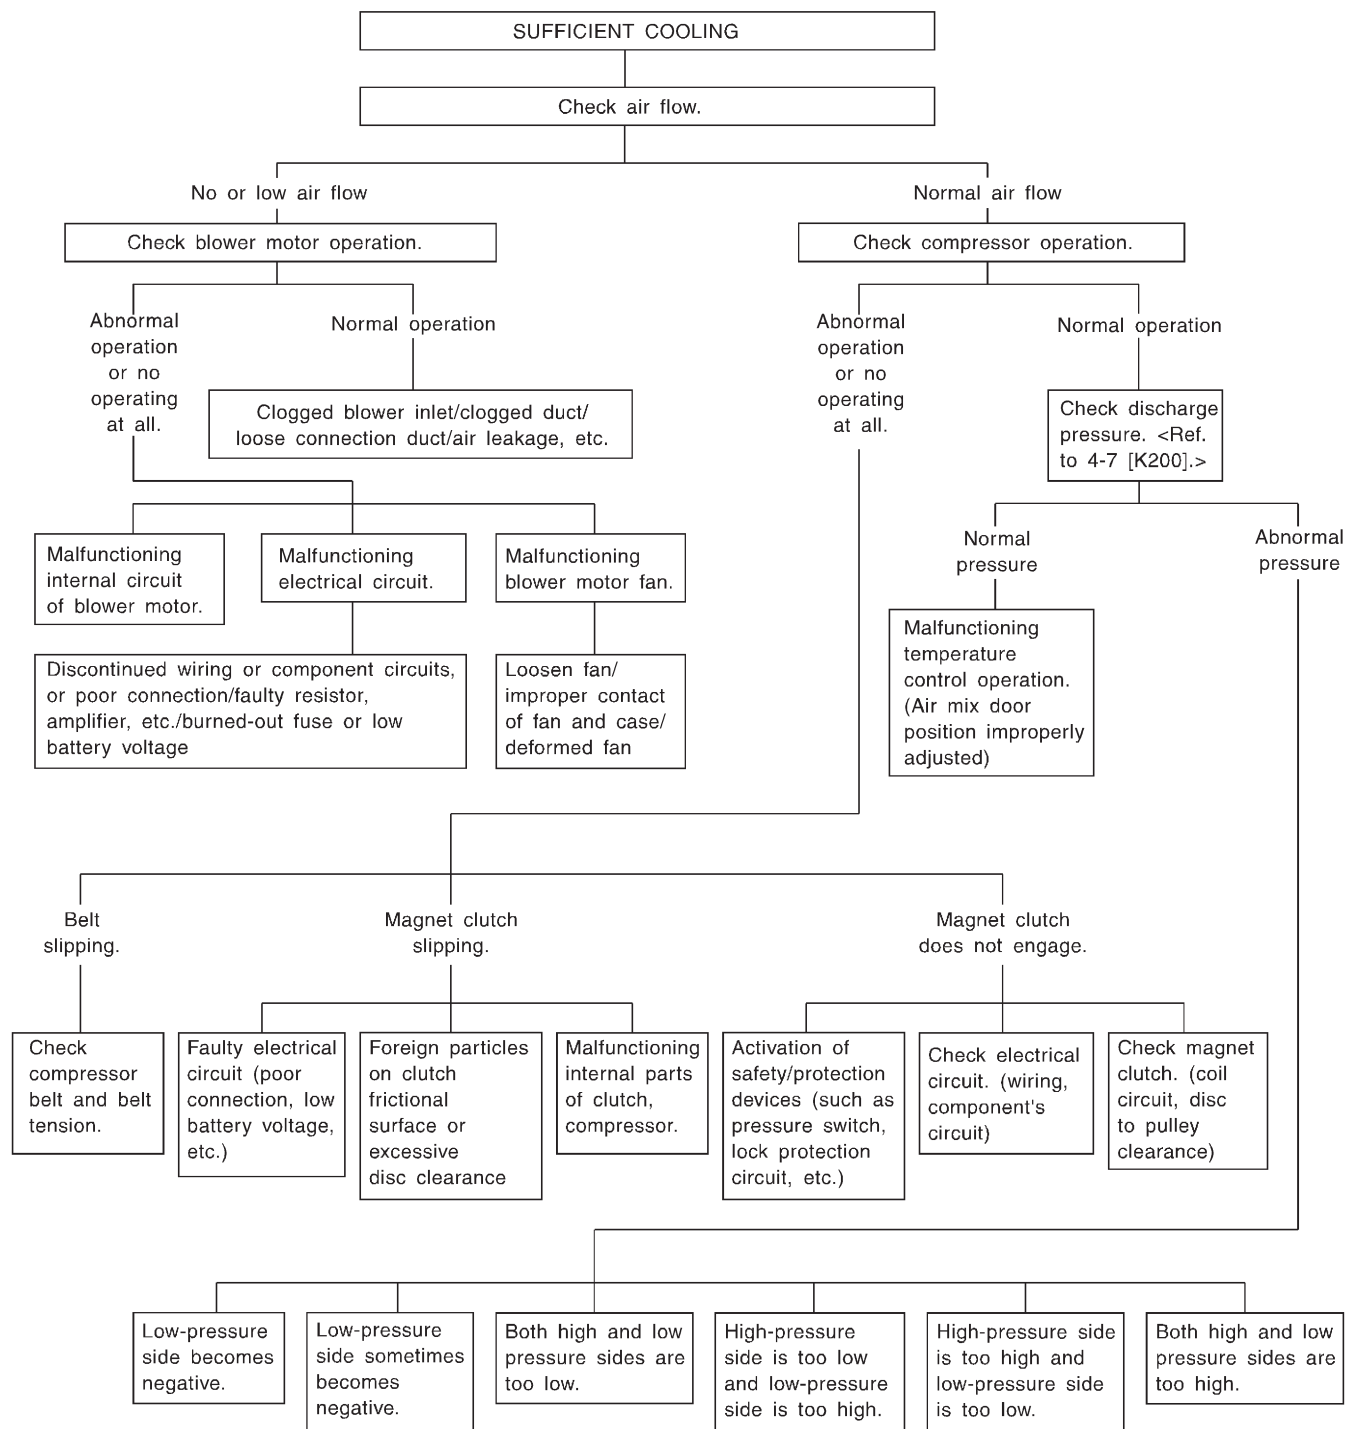 SUFFICIENT COOLING
Check air flow.
No or low air flow
Normal air flow
Check blower motor operation.
Check compressor operation.
Abnormal
operation
or no
operating
at all.
Normal operation
Abnormal
operation
or no
operating
at all.
Normal operation
Clogged blower inlet/clogged duct/
loose connection duct/air leakage, etc.
Check discharge
pressure. <Ref.
to 4-7 [K200].>
Malfunctioning
internal circuit
of blower motor.
Malfunctioning
electrical circuit.
Malfunctioning
blower motor fan.
Normal
pressure
Abnormal
pressure
Discontinued wiring or component circuits,
or poor connection/faulty resistor,
amplifier, etc./burned-out fuse or low
battery voltage
Loosen fan/
improper contact
of fan and case/
deformed fan
Malfunctioning
temperature
control operation.
(Air mix door
position improperly
adjusted)
Belt
slipping.
Magnet clutch
slipping.
Magnet clutch
does not engage.
Check
compressor
belt and belt
tension.
Faulty electrical
circuit (poor
connection, low
battery voltage,
etc.)
Foreign particles
on clutch
frictional
surface or
excessive
disc clearance
Malfunctioning
internal parts
of clutch,
compressor.
Activation of
safety/protection
devices (such as
pressure switch,
lock protection
circuit, etc.)
Check electrical
circuit. (wiring,
component's
circuit)
Check magnet
clutch. (coil
circuit, disc
to pulley
clearance)
Low-pressure
side becomes
negative.
Low-pressure
side sometimes
becomes
negative.
Both high and low
pressure sides are
too low.
High-pressure
side is too low
and low-pressure
side is too high.
High-pressure side
is too high and
low-pressure side
is too low.
Both high and low
pressure sides are
too high.